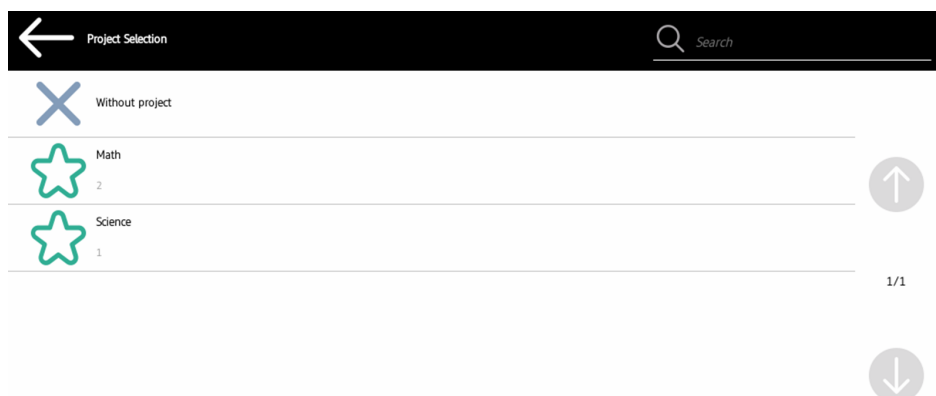 Project Selection
Search
Without project
Math
2
Science
1
1/1